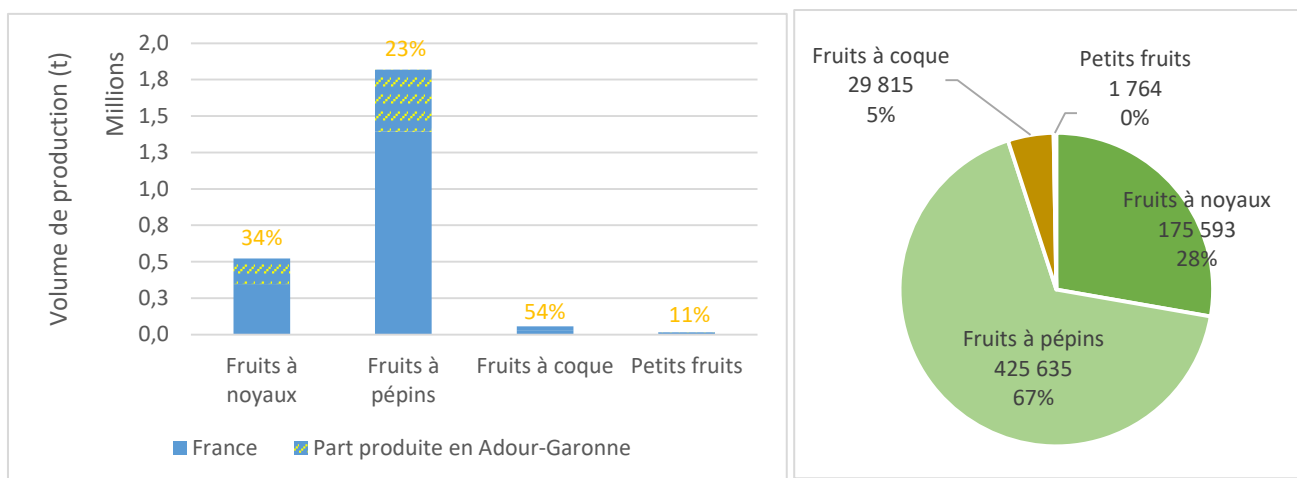 Volume de production (t)
Millions
2,0
1,8
1,5
1,3
1,0
0,8
0,5
0,3
0,0
34%
23%
54%
11%
Fruits à
noyaux
Fruits à
pépins
Fruits à coque
Petits fruits
France
Part produite en Adour-Garonne
Fruits à coque
29 815
5%
Petits fruits
1 764
0%
Fruits à noyaux
175 593
28%
Fruits à pépins
425 635
67%